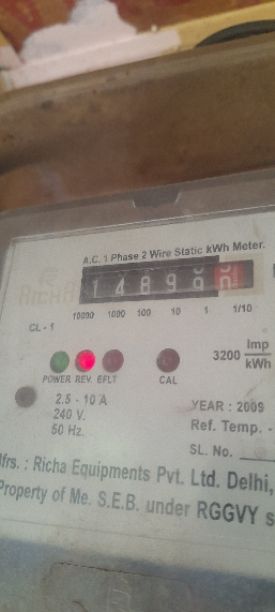 A.C. 1 Phase 2 Wire Static kWh Meter.
RICHA
1 4 8 9
10000 1000 100 10 1 1/10
CL - 1
3200 Imp/kWh
POWER REV. EFLT CAL
2.5 - 10 A
240 V.
50 Hz.
YEAR : 2009
Ref. Temp. -
SL. No.
Mfrs. : Richa Equipments Pvt. Ltd. Delhi,
Property of Me. S.E.B. under RGGVY s